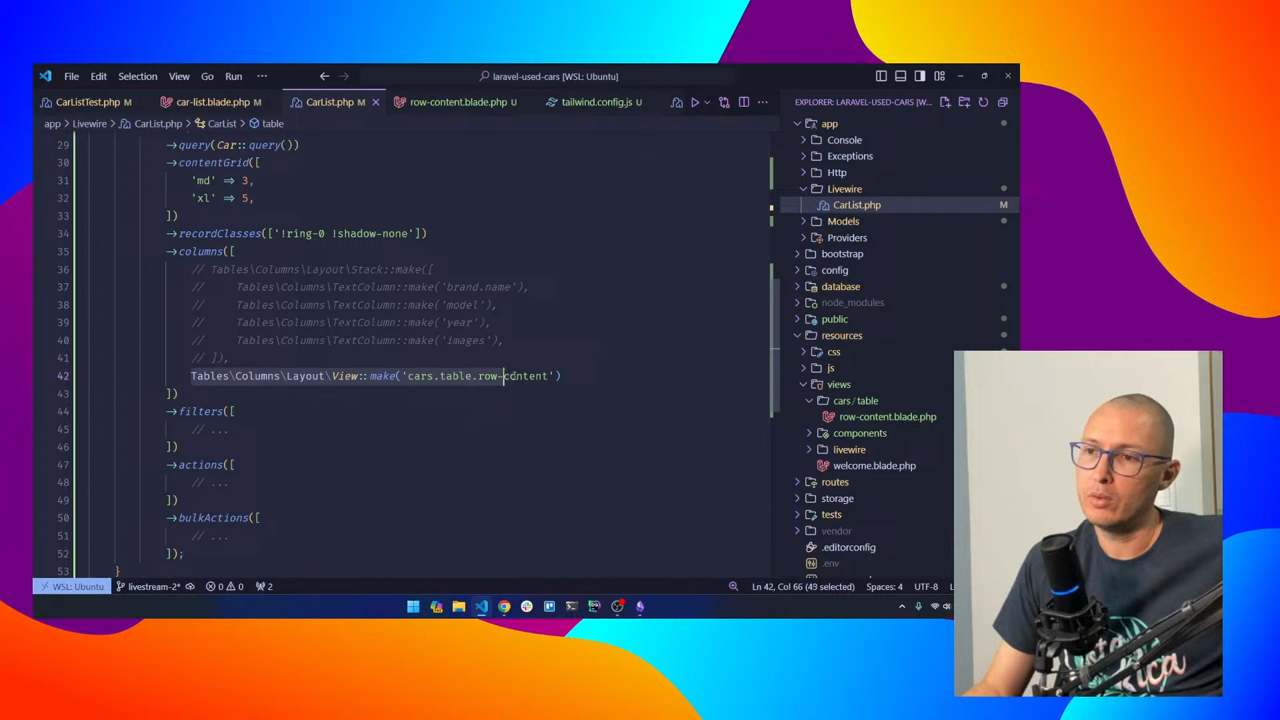 File Edit Selection View Go Run ··· laravel-used-cars [WSL: Ubuntu]
CarListTest.php U car-list.blade.php U CarList.php M row-content.blade.php U tailwind.config.js U
EXPLORER: LARAVEL-USED-CARS [W...
app > Livewire > CarList.php > CarList > table
29 →query(Car::query())
30 →contentGrid([
31 'md' ⇒ 3,
32 'xl' ⇒ 5,
33 ])
34 →recordClasses(['!ring-0 !shadow-none'])
35 →columns([
36 // Tables\Columns\Layout\Stack::make([
37 // Tables\Columns\TextColumn::make('brand.name'),
38 // Tables\Columns\TextColumn::make('model'),
39 // Tables\Columns\TextColumn::make('year'),
40 // Tables\Columns\TextColumn::make('images'),
41 // ]),
42 Tables\Columns\Layout\View::make('cars.table.row-content')
43 ])
44 →filters([
45 // ...
46 ])
47 →actions([
48 // ...
49 ])
50 →bulkActions([
51 // ...
52 ]);
53 }
app
Console
Exceptions
Http
Livewire
CarList.php M
Models
Providers
bootstrap
config
database
node_modules
public
resources
css
js
views
cars / table
row-content.blade.php
components
livewire
welcome.blade.php
routes
storage
tests
vendor
.editorconfig
.env
WSL: Ubuntu livestream-2* 0 0 2 Ln 42, Col 66 (49 selected) Spaces: 4 UTF-8